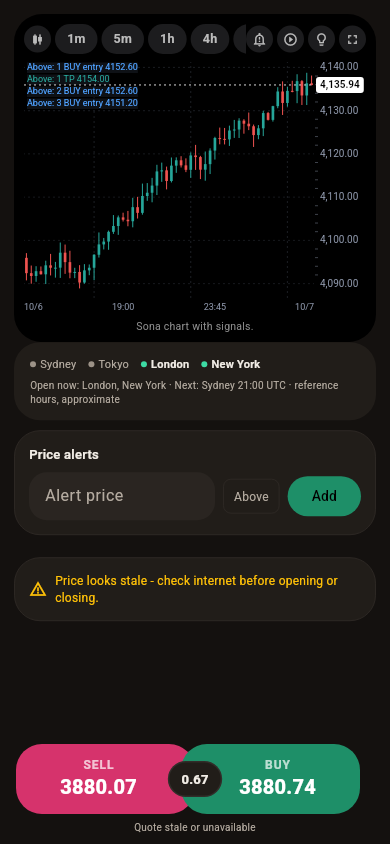 1m 5m 1h 4h
Above: 1 BUY entry 4152.60
Above: 1 TP 4154.00
Above: 2 BUY entry 4152.60
Above: 3 BUY entry 4151.20
4,140.00
4,135.94
4,130.00
4,120.00
4,110.00
4,100.00
4,090.00
10/6 19:00 23:45 10/7
Sona chart with signals.
Sydney Tokyo London New York
Open now: London, New York · Next: Sydney 21:00 UTC · reference
hours, approximate
Price alerts
Alert price Above Add
Price looks stale - check internet before opening or
closing.
SELL
3880.07
0.67
BUY
3880.74
Quote stale or unavailable